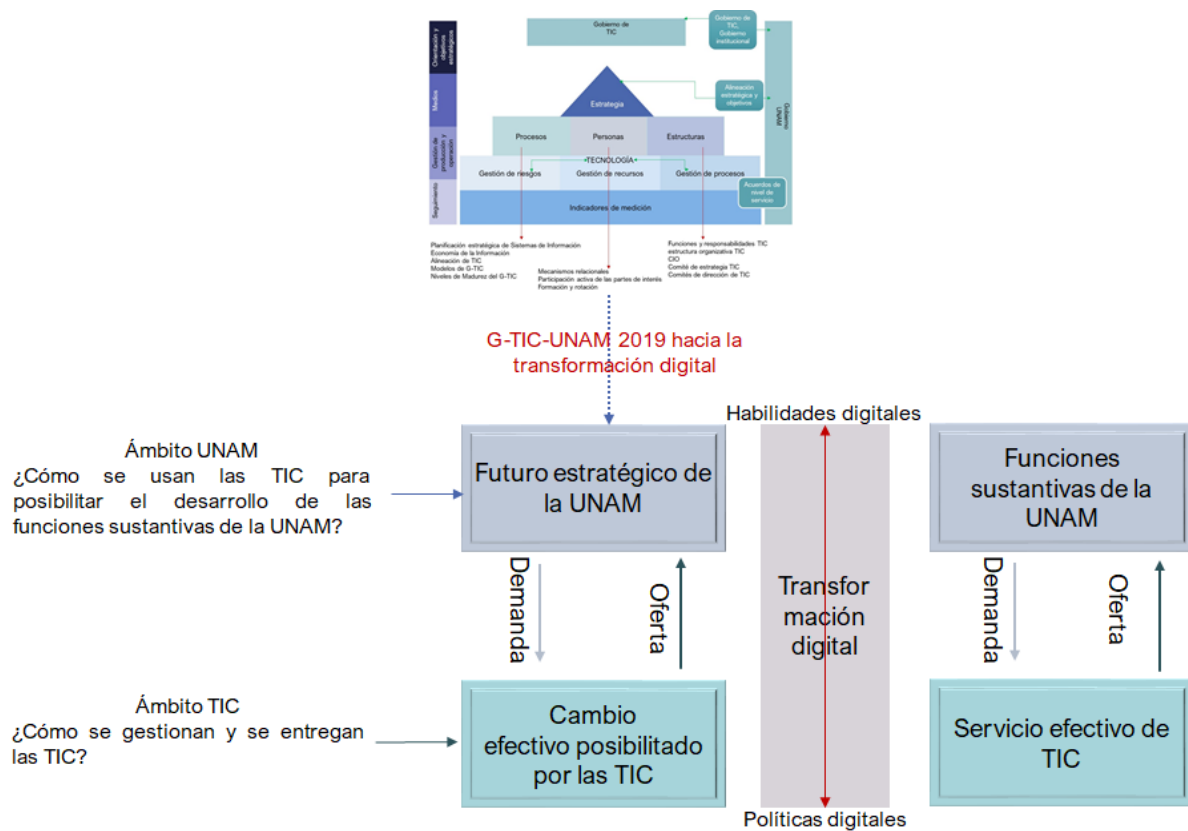 Orientación y
objetivos
estratégicos
Medios
Gestión de
producción y
operación
Seguimiento
Gobierno de
TIC
Gobierno de
TIC,
Gobierno
institucional
Alineación
estratégica y
objetivos
Gobierno
UNAM
Acuerdos de
nivel de
servicio
Estrategia
Procesos
Personas
Estructuras
TECNOLOGÍA
Gestión de riesgos
Gestión de recursos
Gestión de procesos
Indicadores de medición
Planificación estratégica de Sistemas de Información
Economía de la Información
Alineación de TIC
Modelos de G-TIC
Niveles de Madurez del G-TIC
Mecanismos relacionales
Participación activa de las partes de interés
Formación y rotación
Funciones y responsabilidades TIC
estructura organizativa TIC
CIO
Comité de estrategia TIC
Comités de dirección de TIC
G-TIC-UNAM 2019 hacia la
transformación digital
Ámbito UNAM
¿Cómo se usan las TIC para
posibilitar el desarrollo de las
funciones sustantivas de la UNAM?
Futuro estratégico de
la UNAM
Habilidades digitales
Funciones
sustantivas de la
UNAM
Demanda
Oferta
Transfor
mación
digital
Demanda
Oferta
Ámbito TIC
¿Cómo se gestionan y se entregan
las TIC?
Cambio
efectivo posibilitado
por las TIC
Servicio efectivo de
TIC
Políticas digitales